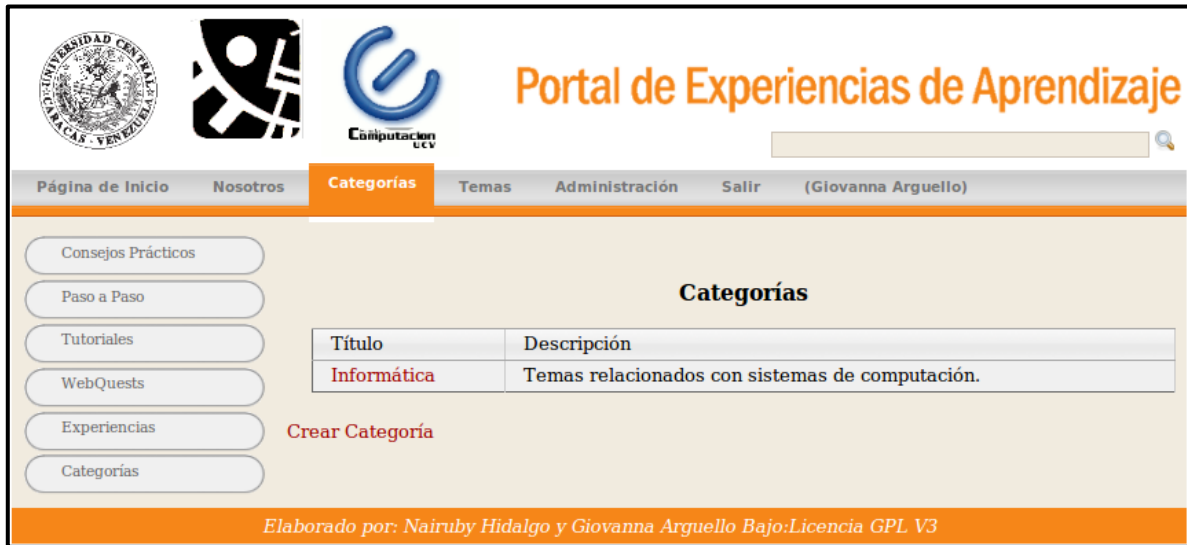 UNIVERSIDAD CENTRAL
CARACAS - VENEZUELA
Computacion
UCV
Portal de Experiencias de Aprendizaje
Página de Inicio Nosotros Categorías Temas Administración Salir (Giovanna Arguello)
Consejos Prácticos
Paso a Paso
Tutoriales
WebQuests
Experiencias
Categorías
Categorías
Título Descripción
Informática Temas relacionados con sistemas de computación.
Crear Categoría
Elaborado por: Nairuby Hidalgo y Giovanna Arguello Bajo:Licencia GPL V3